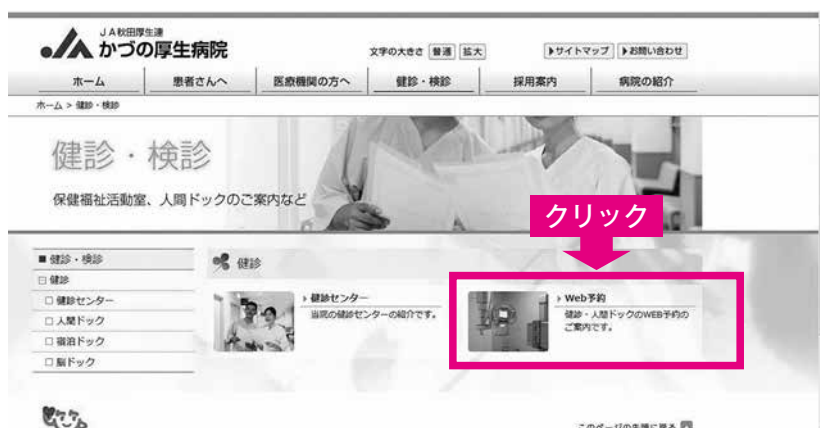 JA秋田厚生連
かづの厚生病院
文字の大きさ 普通 拡大
サイトマップ お問い合わせ
ホーム 患者さんへ 医療機関の方へ 健診・検診 採用案内 病院の紹介
ホーム > 健診・検診
健診・検診
保健福祉活動室、人間ドックのご案内など
クリック
健診・検診
健診
健診センター
人間ドック
宿泊ドック
脳ドック
健診
健診センター
当院の健診センターの紹介です。
Web予約
健診・人間ドックのWEB予約の
ご案内です。
このページの先頭に戻る